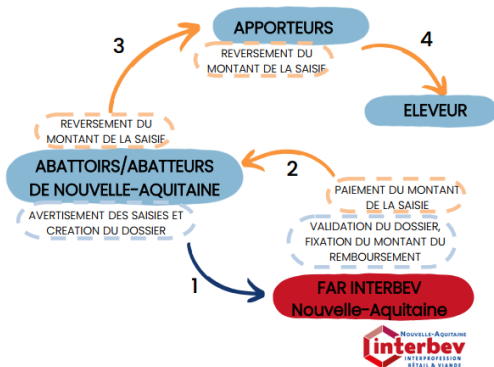 3
APPORTEURS
REVERSEMENT DU
MONTANT DE LA SAISIE
4
ELEVEUR
REVERSEMENT DU
MONTANT DE LA SAISIE
ABATTOIRS/ABATTEURS
DE NOUVELLE-AQUITAINE
AVERTISEMENT DES SAISIES ET
CREATION DU DOSSIER
2
PAIEMENT DU MONTANT
DE LA SAISIE
VALIDATION DU DOSSIER,
FIXATION DU MONTANT DU
REMBOURSEMENT
1
FAR INTERBEV
Nouvelle-Aquitaine
NOUVELLE-AQUITAINE
interbev
INTERPROFESSION
BÉTAIL & VIANDE